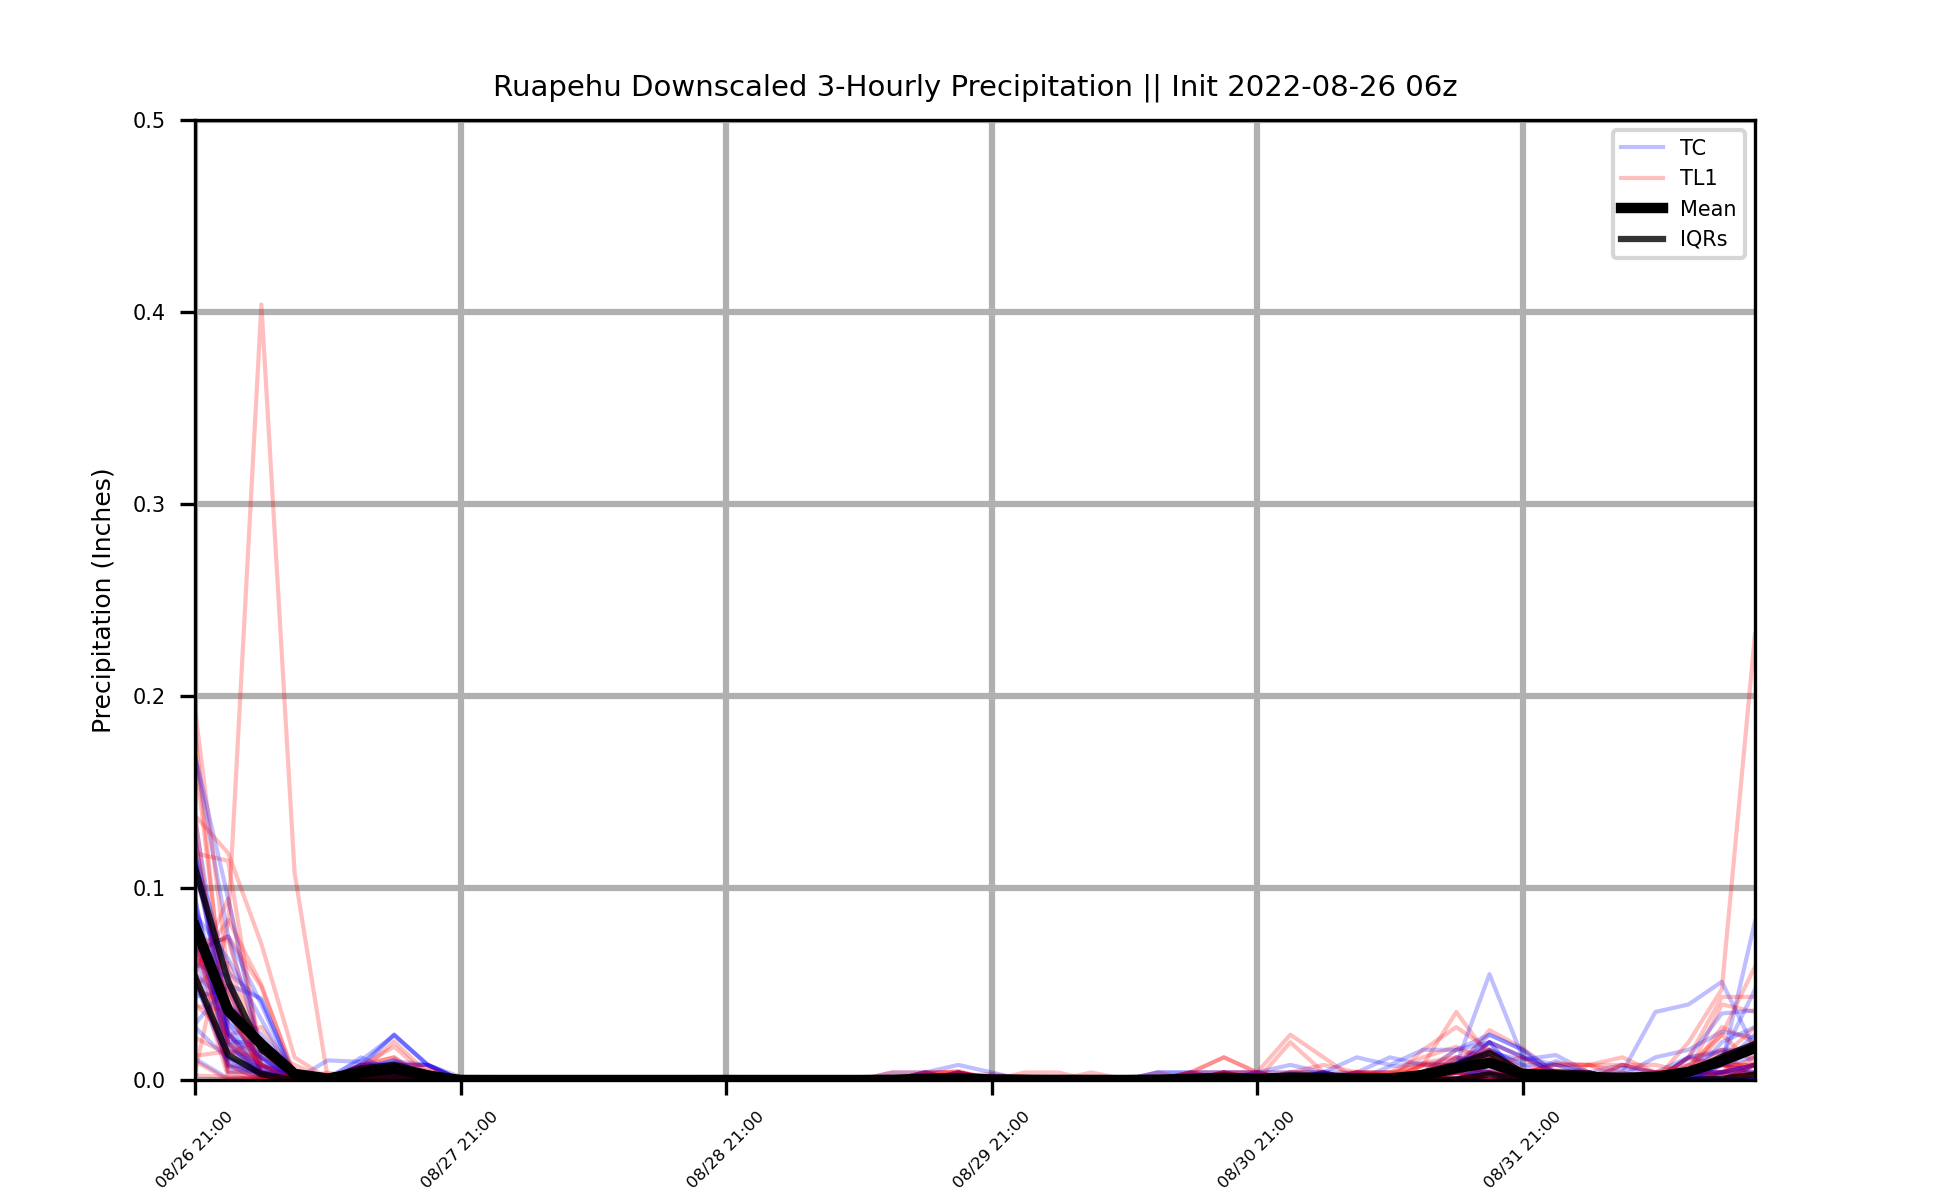 Ruapehu Downscaled 3-Hourly Precipitation || Init 2022-08-26 06z
Precipitation (Inches)
0.5
0.4
0.3
0.2
0.1
0.0
TC
TL1
Mean
IQRs
08/26 21:00
08/27 21:00
08/28 21:00
08/29 21:00
08/30 21:00
08/31 21:00